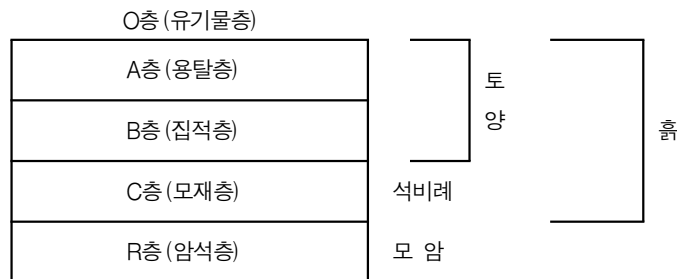 O층 (유기물층)
A층 (용탈층)
B층 (집적층)
C층 (모재층)
R층 (암석층)
토
양
석비례
모 암
흙